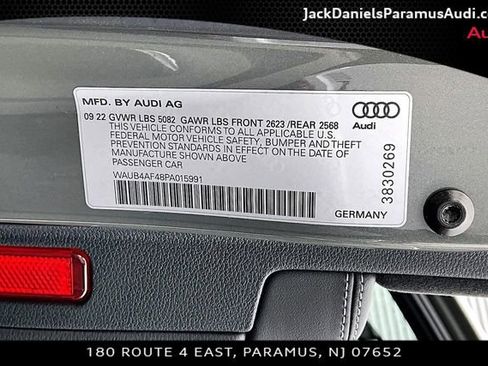 JackDanielsParamusAudi.co
MFD. BY AUDI AG
09 22 GVWR LBS 5082 GAWR LBS FRONT 2623 /REAR 2568
THIS VEHICLE CONFORMS TO ALL APPLICABLE U.S.
FEDERAL MOTOR VEHICLE SAFETY, BUMPER AND THEFT
PREVENTION STANDARDS IN EFFECT ON THE DATE OF
MANUFACTURE SHOWN ABOVE
PASSENGER CAR
WAUB4AF48PA015991
Audi
3830269
GERMANY
180 ROUTE 4 EAST, PARAMUS, NJ 07652